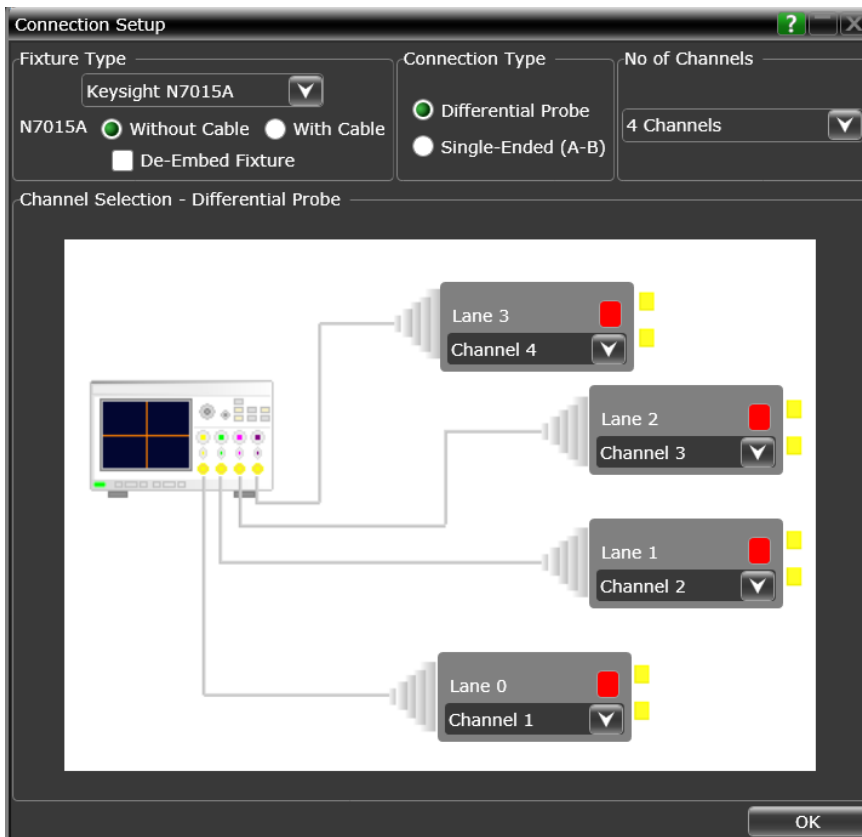 Connection Setup
?
X
Fixture Type
Keysight N7015A
N7015A Without Cable With Cable
De-Embed Fixture
Connection Type
Differential Probe
Single-Ended (A-B)
No of Channels
4 Channels
Channel Selection - Differential Probe
Lane 3
Channel 4
Lane 2
Channel 3
Lane 1
Channel 2
Lane 0
Channel 1
OK